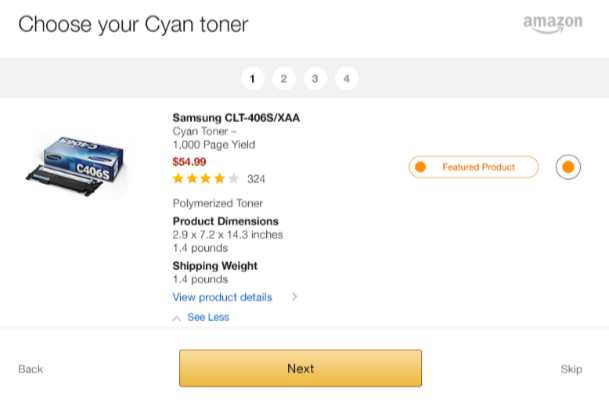 Choose your Cyan toner
amazon
1 2 3 4
Samsung CLT-406S/XAA
Cyan Toner –
1,000 Page Yield
$54.99
324
Featured Product
C406S
Polymerized Toner
Product Dimensions
2.9 x 7.2 x 14.3 inches
1.4 pounds
Shipping Weight
1.4 pounds
View product details
See Less
Back
Next
Skip